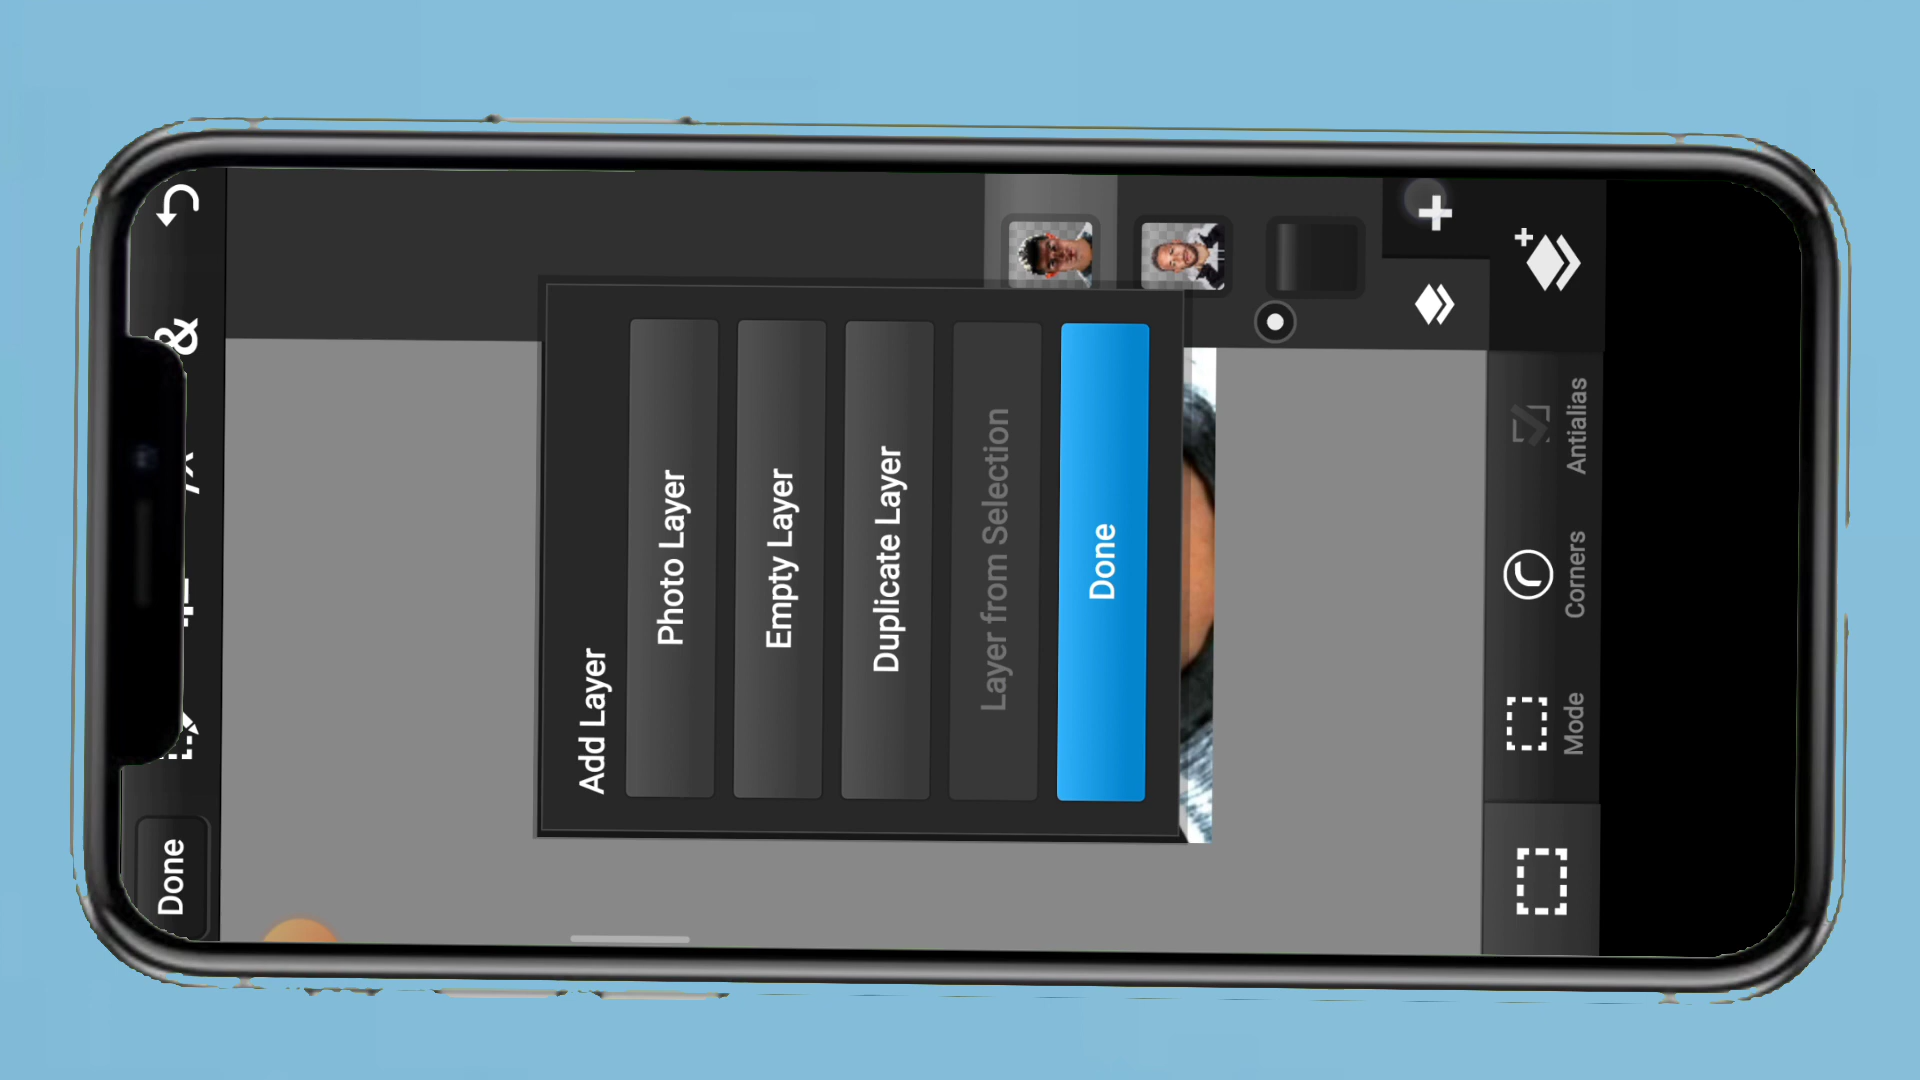 Done
&
Add Layer
Photo Layer
Empty Layer
Duplicate Layer
Layer from Selection
Done
Mode
Corners
Antialias